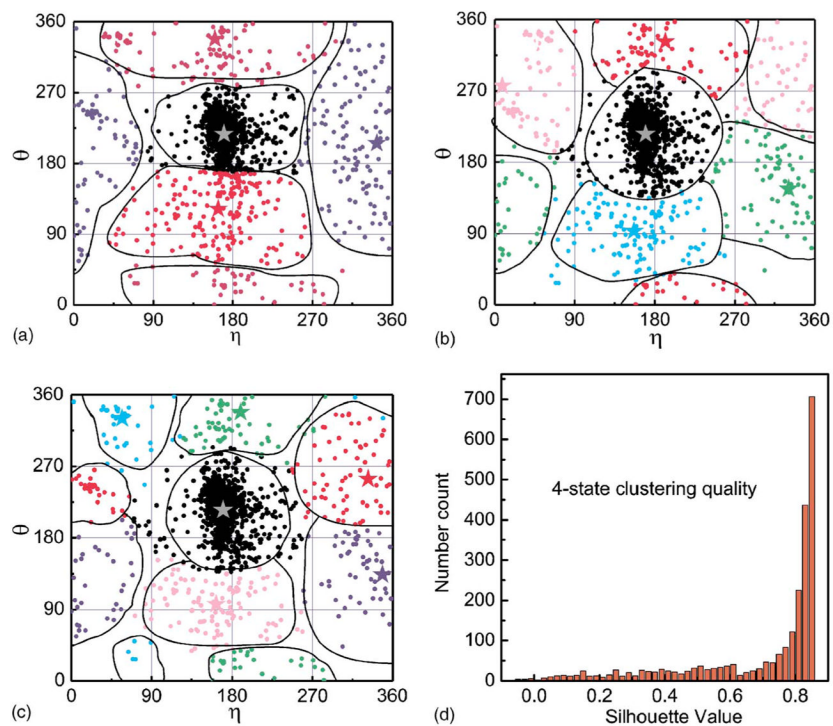 360
270
θ
180
90
0
0 90 180 270 360
(a)
η
360
270
θ
180
90
0
0 90 180 270 360
(b)
η
360
270
θ
180
90
0
0 90 180 270 360
(c)
η
700
600
500
400
300
200
100
0
Number count
4-state clustering quality
0.0 0.2 0.4 0.6 0.8
(d)
Silhouette Value